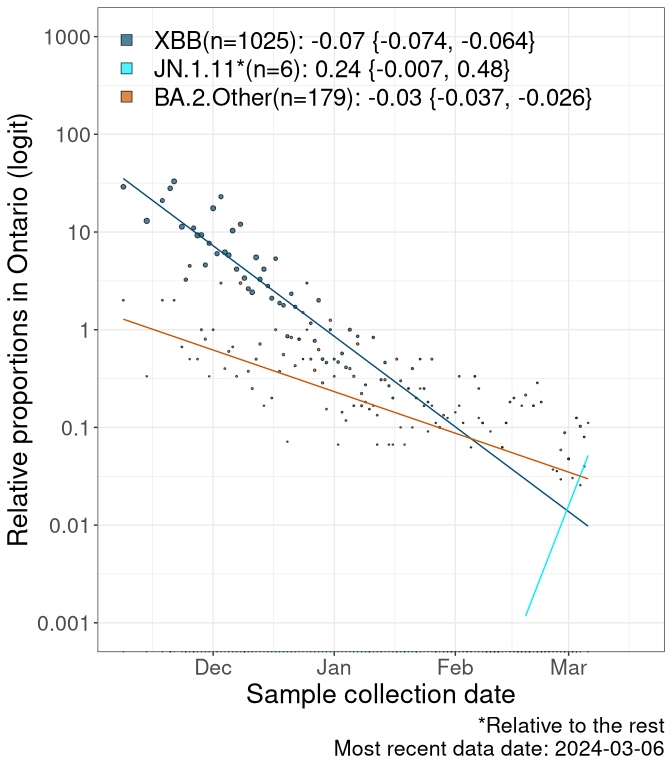 XBB(n=1025): -0.07 {-0.074, -0.064}
JN.1.11*(n=6): 0.24 {-0.007, 0.48}
BA.2.Other(n=179): -0.03 {-0.037, -0.026}
Relative proportions in Ontario (logit)
1000
100
10
1
0.1
0.01
0.001
Dec Jan Feb Mar
Sample collection date
*Relative to the rest
Most recent data date: 2024-03-06